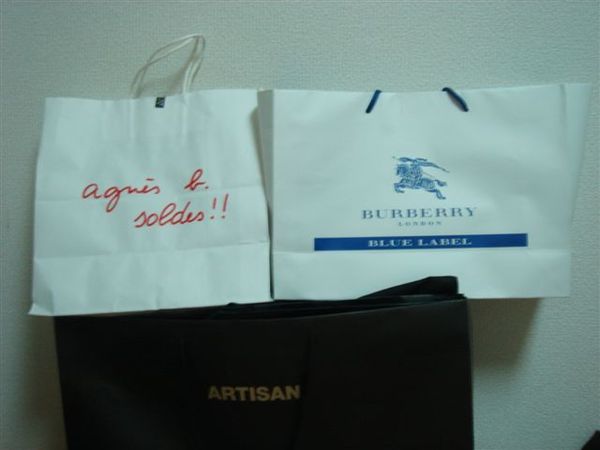 agnès b.
soldes!!
BURBERRY
LONDON
BLUE LABEL
ARTISAN